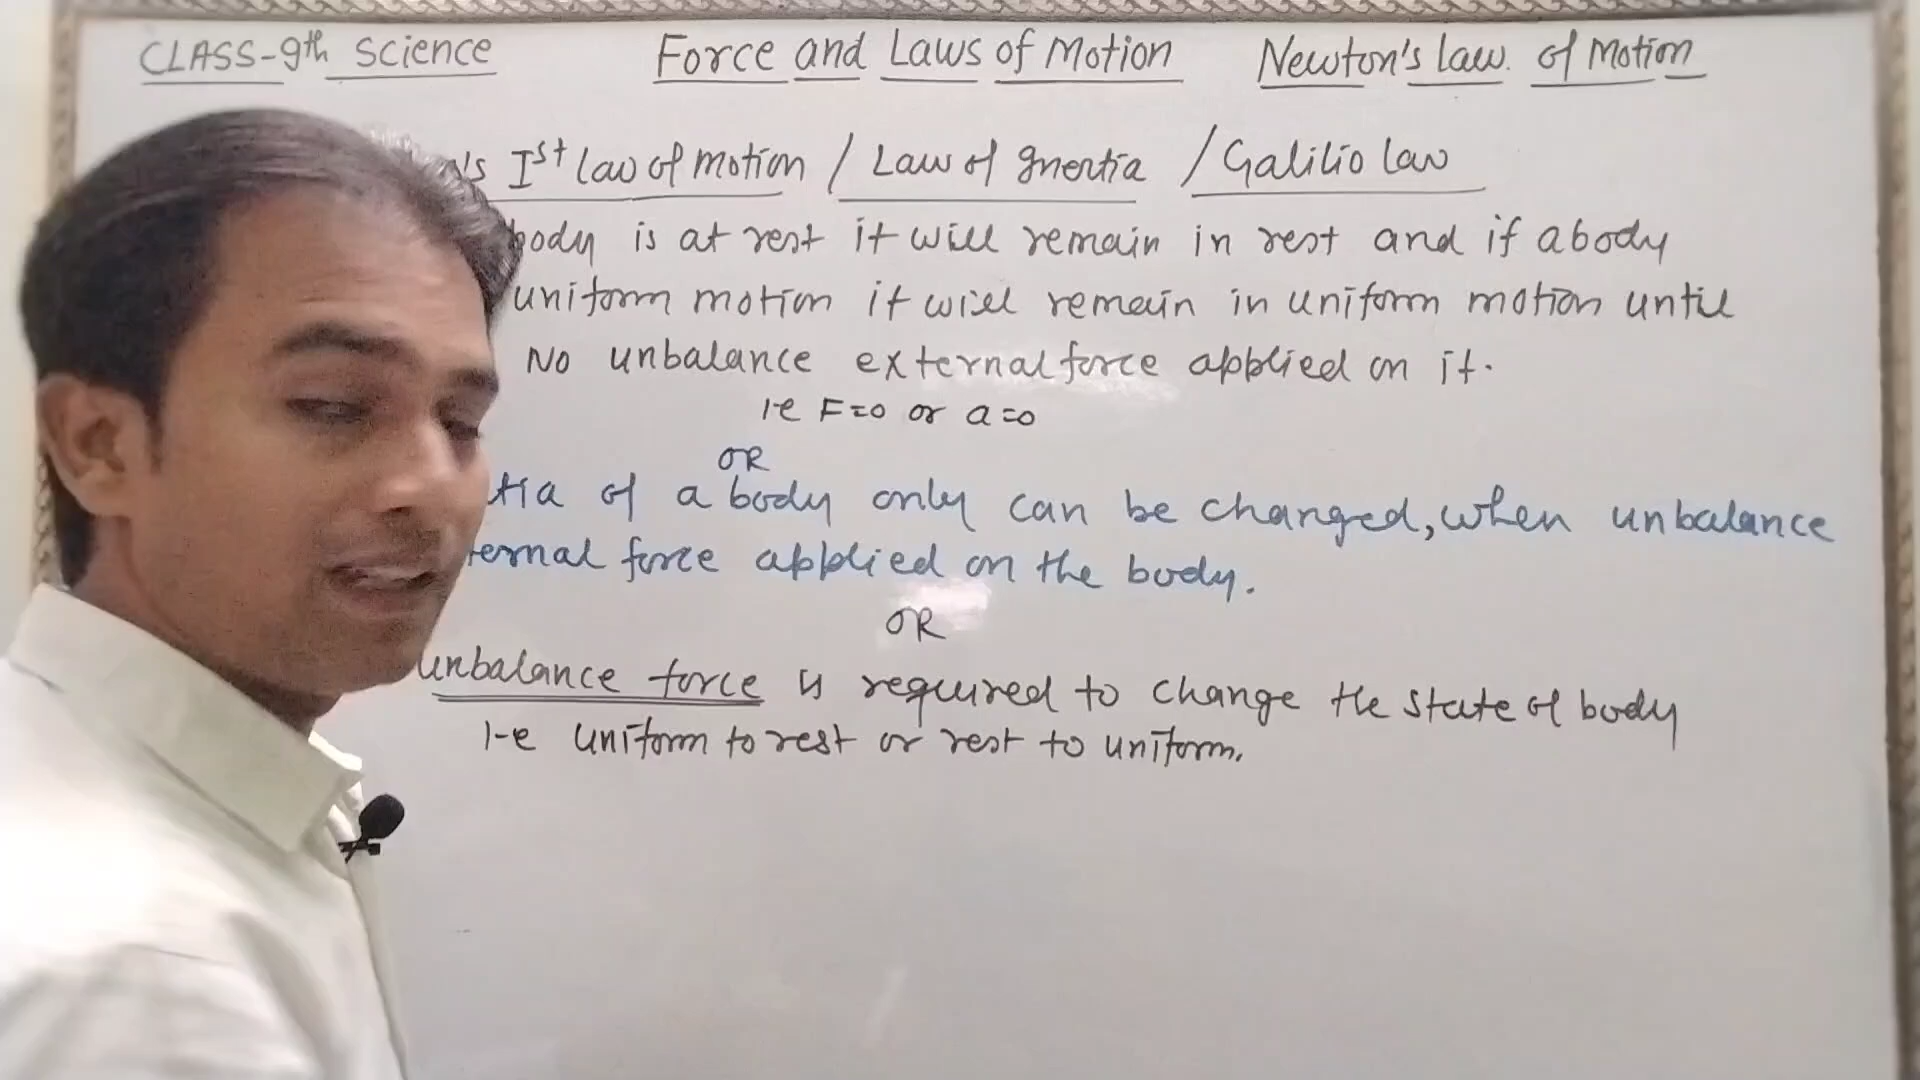 CLASS-9th Science Force and Laws of Motion Newton's law. of Motion
's Ist law of motion / Law of Inertia / Galilio law
body is at rest it will remain in rest and if a body
uniform motion it will remain in uniform motion until
No unbalance external force applied on it.
i-e F=0 or a=0
OR
tia of a body only can be changed, when unbalance
ternal force applied on the body.
OR
unbalance force is required to change the state of body
i-e uniform to rest or rest to uniform.